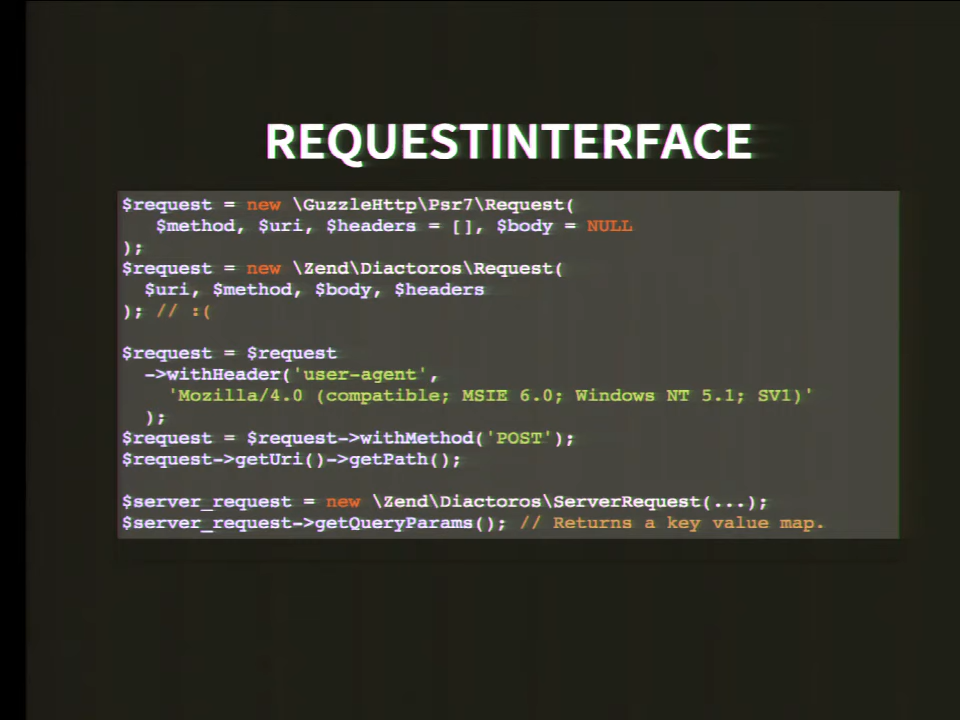 REQUESTINTERFACE
$request = new \GuzzleHttp\Psr7\Request(
   $method, $uri, $headers = [], $body = NULL
);
$request = new \Zend\Diactoros\Request(
  $uri, $method, $body, $headers
); // :(
$request = $request
  ->withHeader('user-agent',
    'Mozilla/4.0 (compatible; MSIE 6.0; Windows NT 5.1; SV1)'
  );
$request = $request->withMethod('POST');
$request->getUri()->getPath();
$server_request = new \Zend\Diactoros\ServerRequest(...);
$server_request->getQueryParams(); // Returns a key value map.